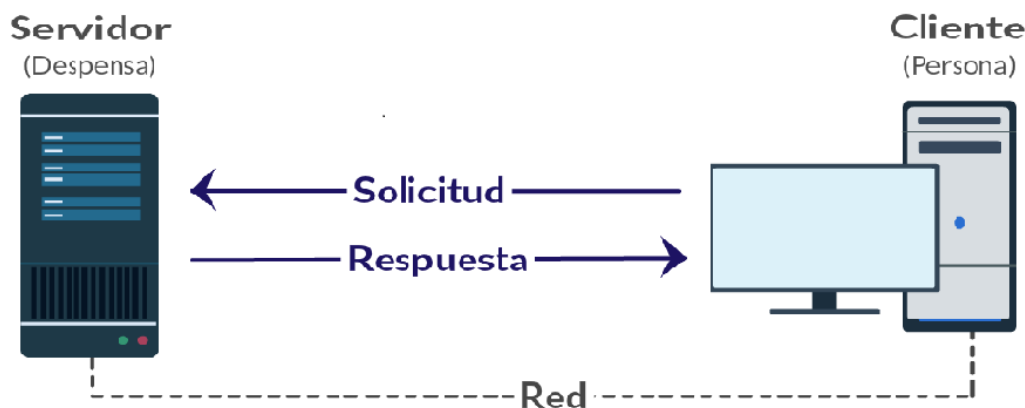 Servidor
(Despensa)
Cliente
(Persona)
Solicitud
Respuesta
Red